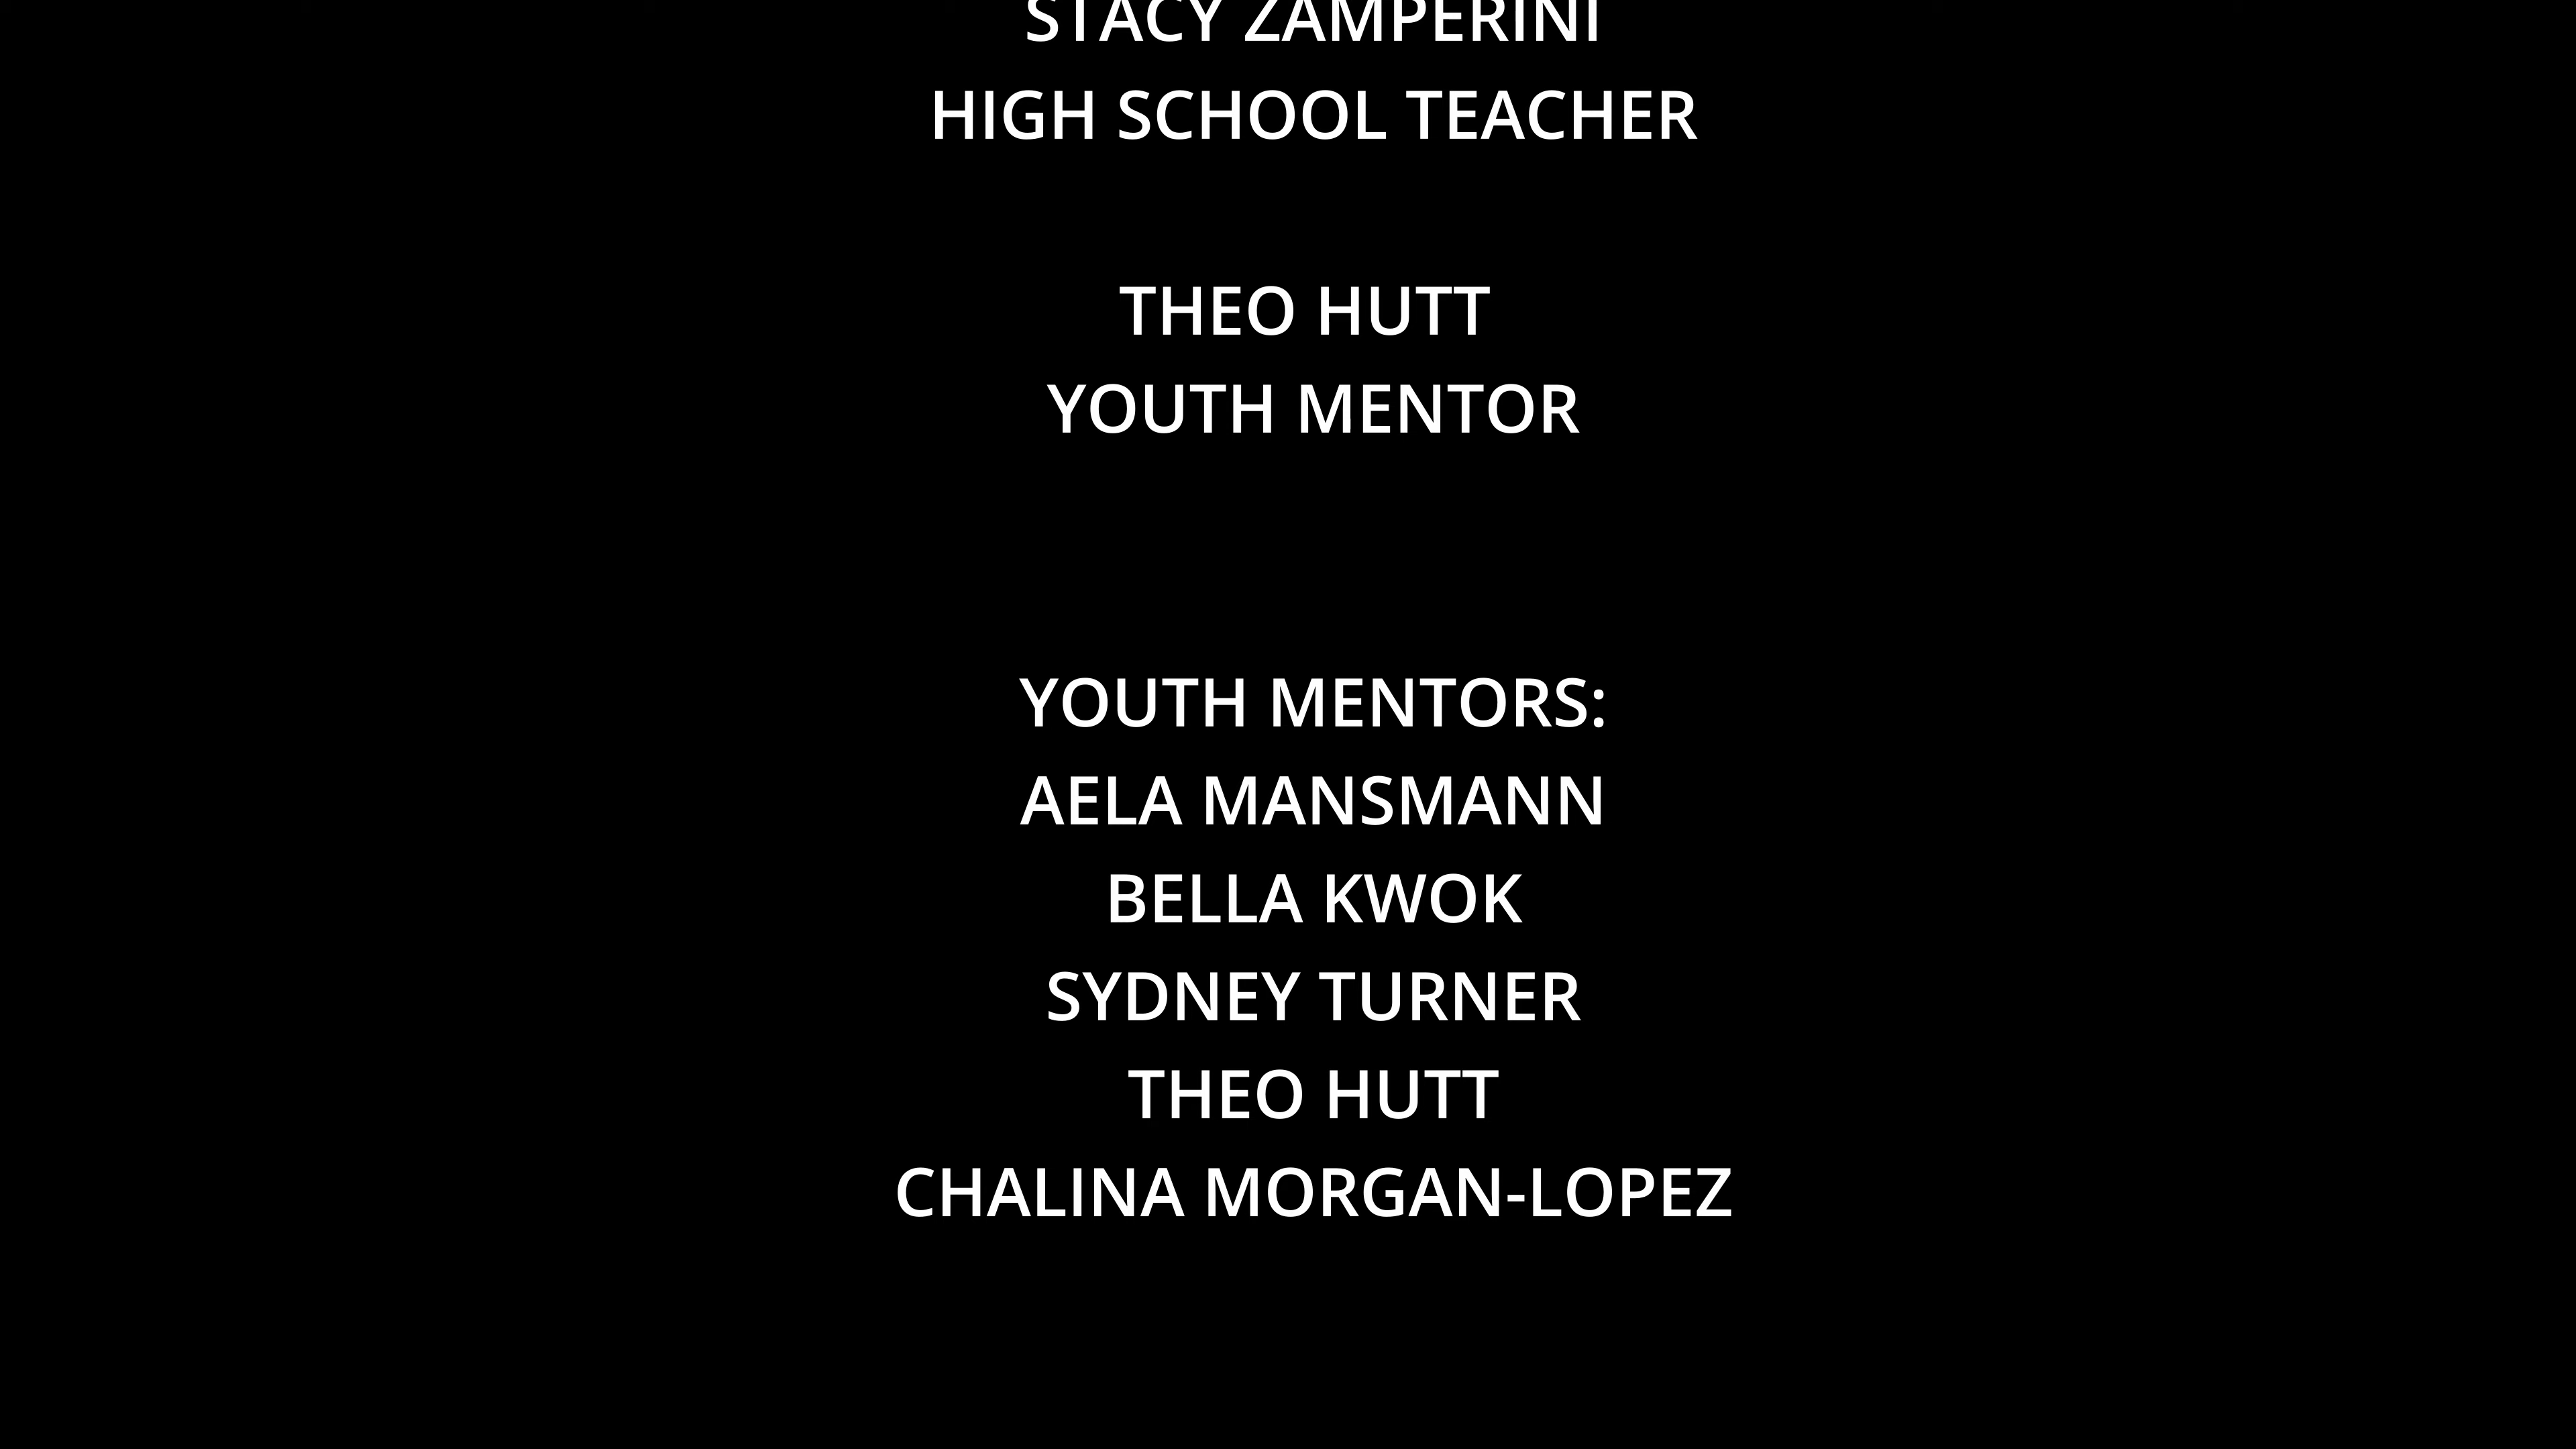 STACY ZAMPERINI
HIGH SCHOOL TEACHER
THEO HUTT
YOUTH MENTOR
YOUTH MENTORS:
AELA MANSMANN
BELLA KWOK
SYDNEY TURNER
THEO HUTT
CHALINA MORGAN-LOPEZ